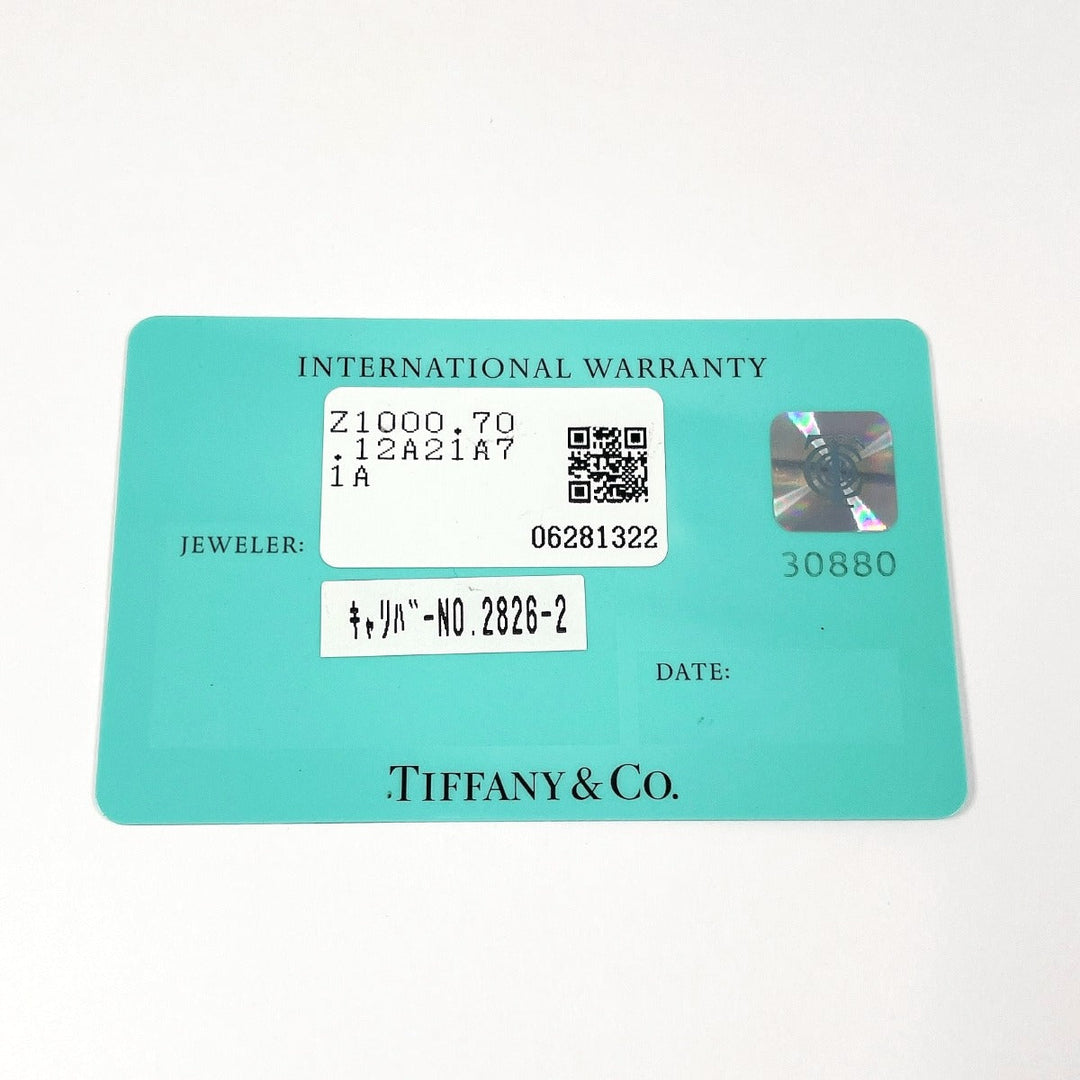 INTERNATIONAL WARRANTY
Z1000.70
.12A21A7
1A
06281322
JEWELER:
30880
ｷｬﾘﾊﾞｰNO.2826-2
DATE:
TIFFANY & CO.